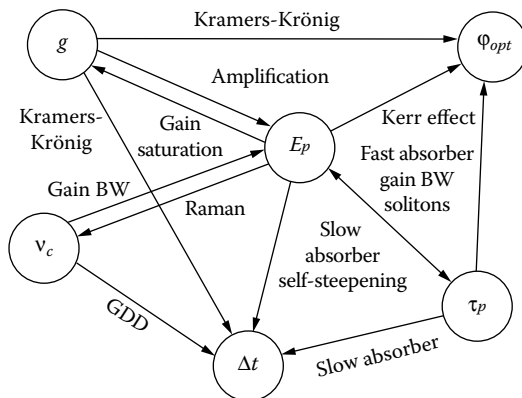 Kramers-Krönig
g
φopt
Amplification
Kramers-
Krönig
Gain
saturation
Ep
Kerr effect
Fast absorber
gain BW
solitons
Gain BW
Raman
Slow
absorber
self-steepening
νc
τp
GDD
Δt
Slow absorber